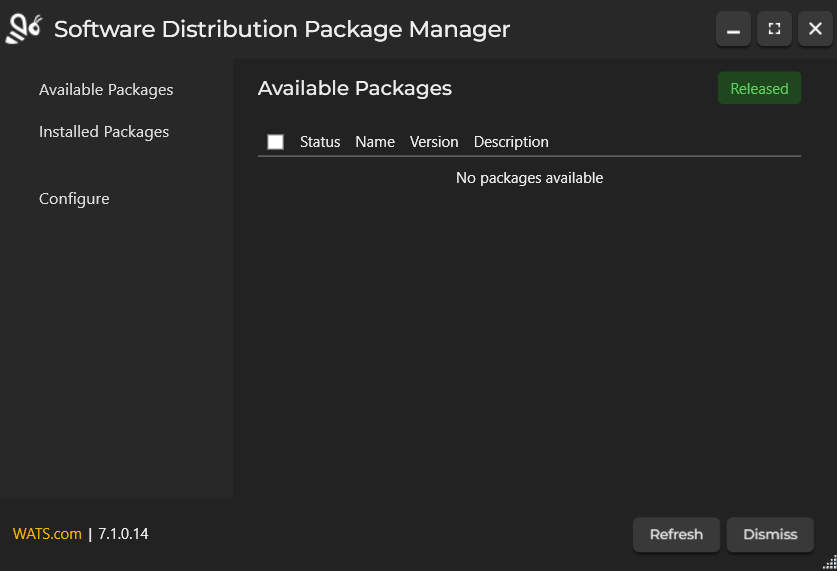 Software Distribution Package Manager
Available Packages
Installed Packages
Configure
Available Packages
Released
Status Name Version Description
No packages available
WATS.com | 7.1.0.14
Refresh
Dismiss